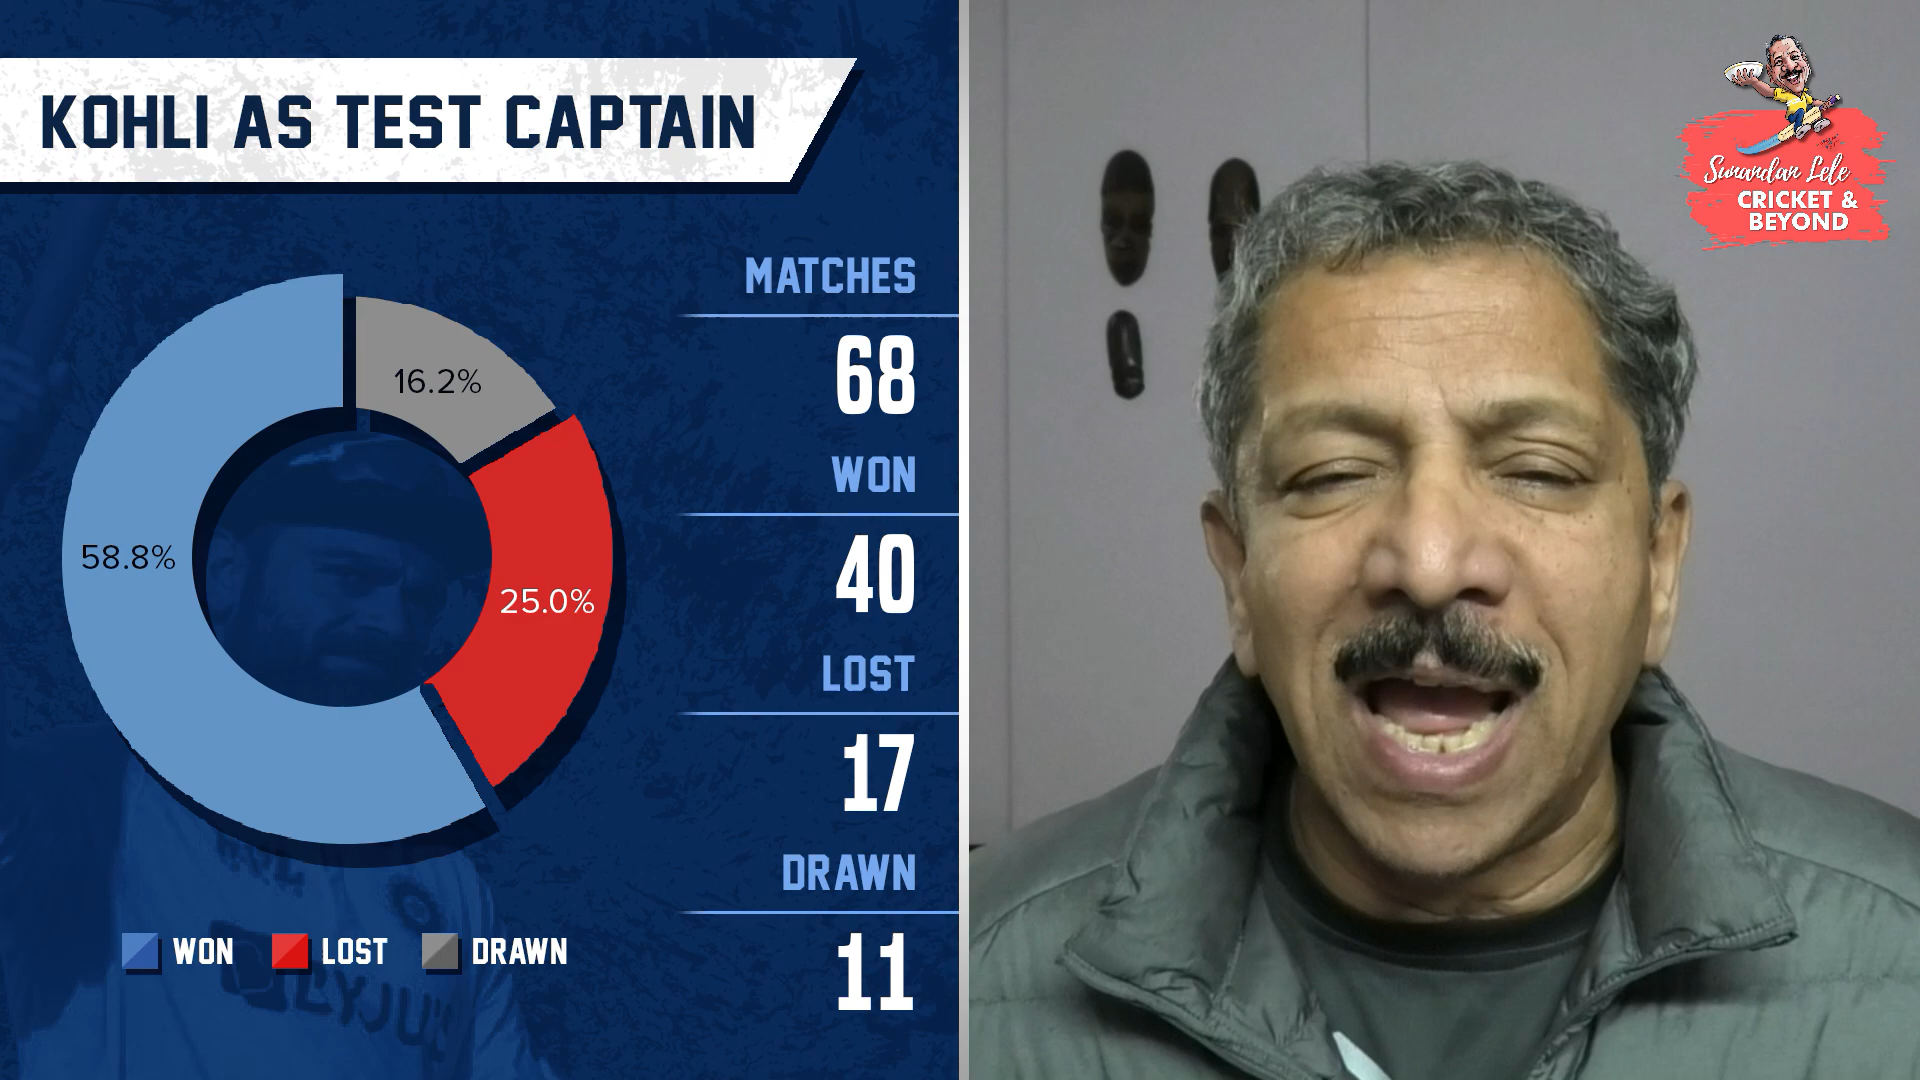 KOHLI AS TEST CAPTAIN
MATCHES
68
WON
40
LOST
17
DRAWN
11
16.2%
58.8%
25.0%
WON LOST DRAWN
Sunandan Lele
CRICKET &
BEYOND